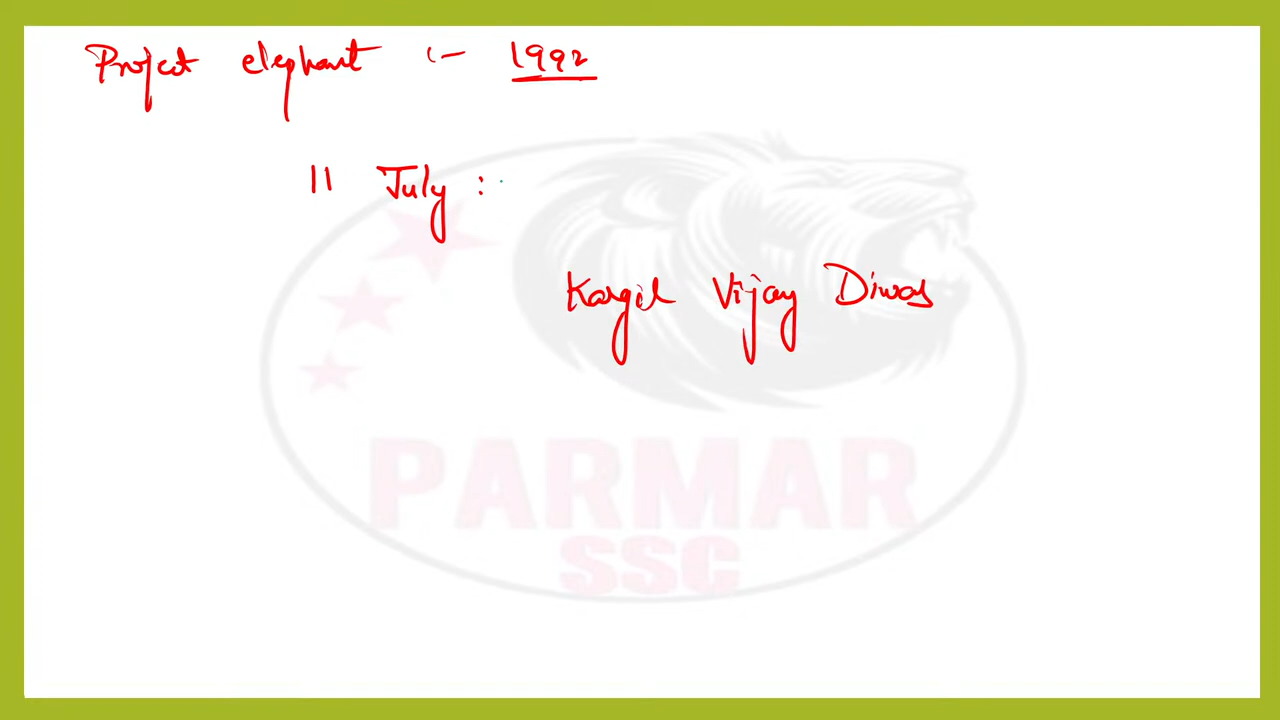 Project elephant :- 1992
11 July :
Kargil Vijay Diwas
PARMAR
SSC